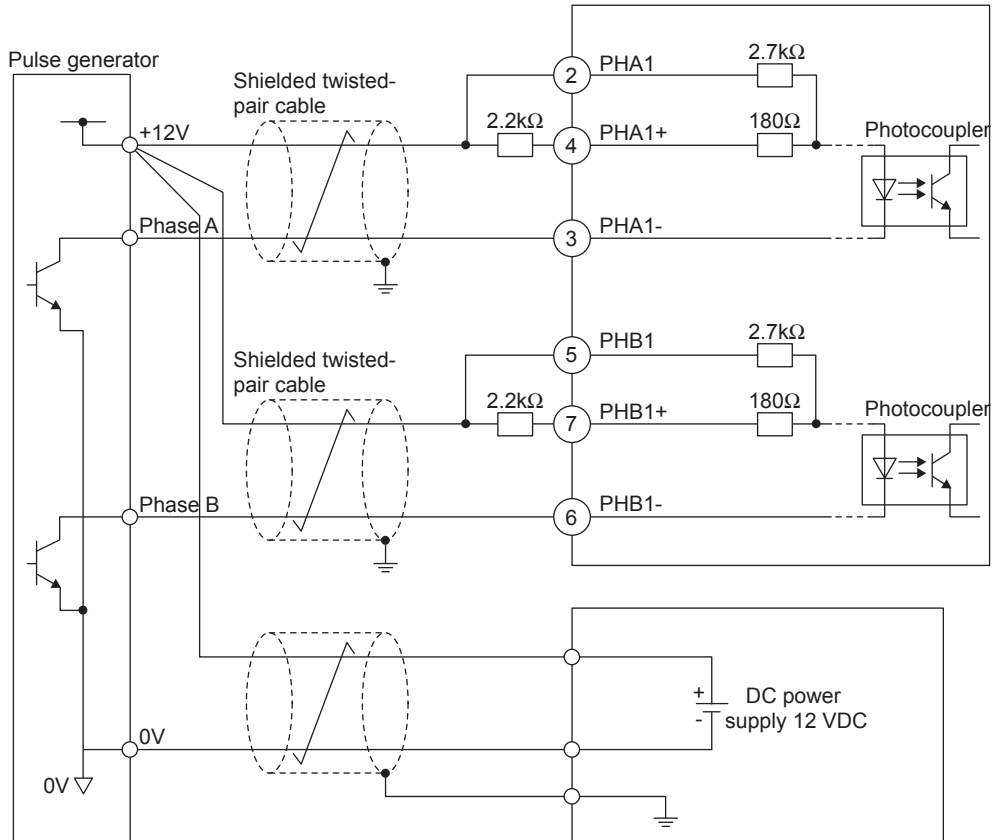 Pulse generator
Shielded twisted-
pair cable
+12V
2.2kΩ
2
PHA1
2.7kΩ
4
PHA1+
180Ω
Photocoupler
Phase A
3
PHA1-
Shielded twisted-
pair cable
5
PHB1
2.7kΩ
2.2kΩ
7
PHB1+
180Ω
Photocoupler
Phase B
6
PHB1-
+
-
DC power
supply 12 VDC
0V
0V